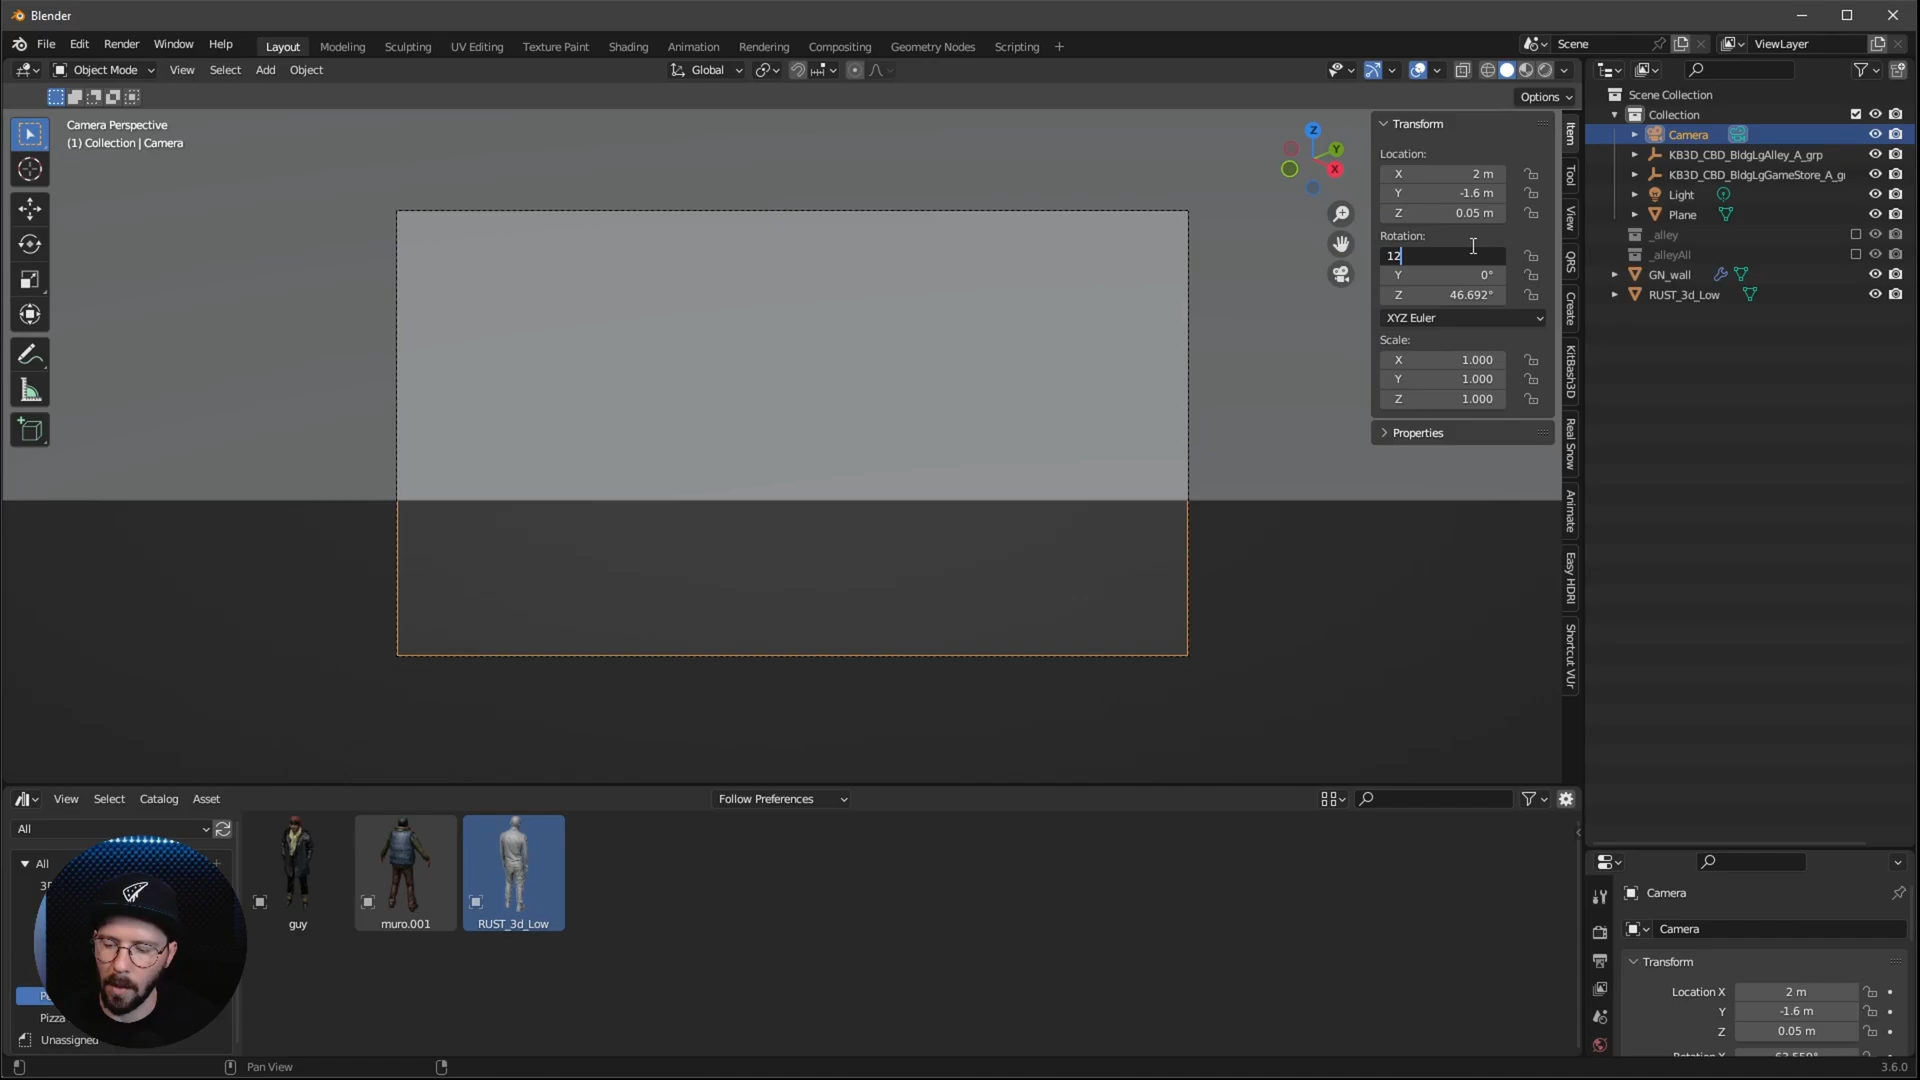 Blender
File Edit Render Window Help
Layout Modeling Sculpting UV Editing Texture Paint Shading Animation Rendering Compositing Geometry Nodes Scripting +
Scene
ViewLayer
Object Mode View Select Add Object
Global
Options
Camera Perspective
(1) Collection | Camera
Z
Y
X
Transform
Location:
X 2 m
Y -1.6 m
Z 0.05 m
Rotation:
12
Y 0°
Z 46.692°
XYZ Euler
Scale:
X 1.000
Y 1.000
Z 1.000
Properties
Item
Tool
View
QRS
Create
KitBash3D
Real Snow
Animate
Easy HDRI
Shortcut VUr
Scene Collection
Collection
Camera
KB3D_CBD_BldgLgAlley_A_grp
KB3D_CBD_BldgLgGameStore_A_g
Light
Plane
_alley
_alleyAll
GN_wall
RUST_3d_Low
View Select Catalog Asset
Follow Preferences
All
All
3
Pizza
Unassigned
guy
muro.001
RUST_3d_Low
Camera
Camera
Transform
Location X 2 m
Y -1.6 m
Z 0.05 m
Pan View
3.6.0